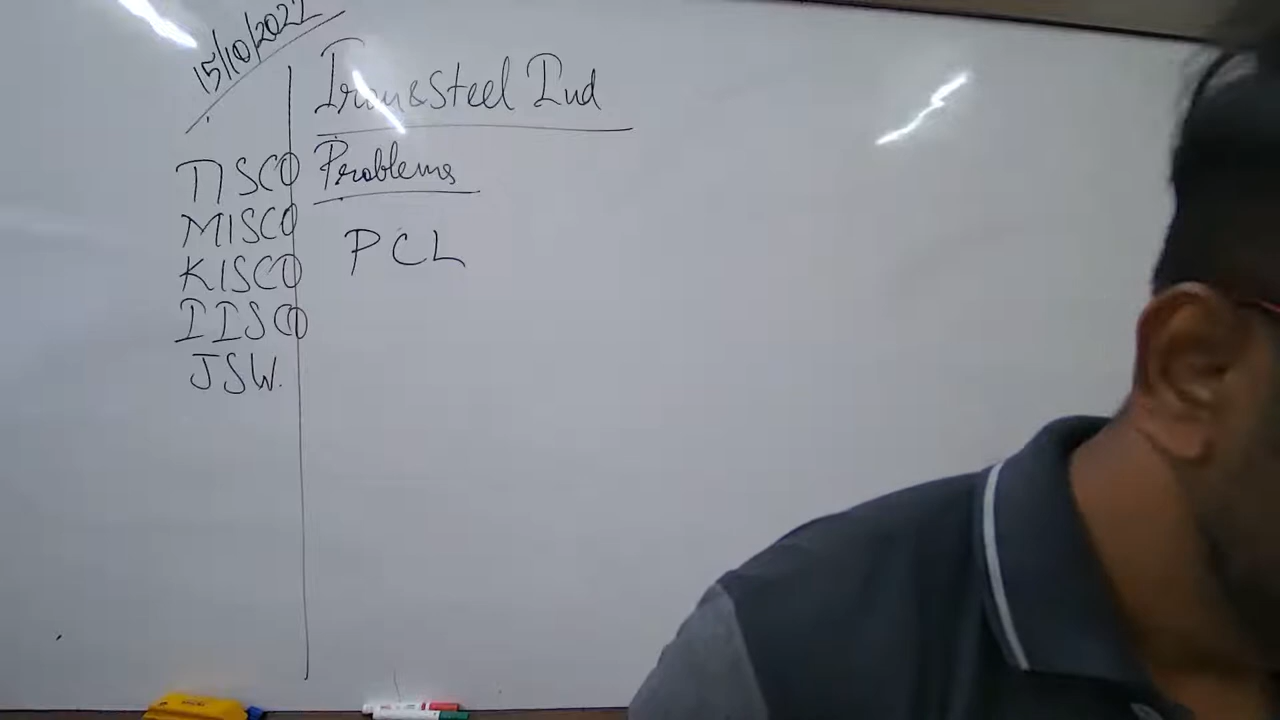 15/10/2022
Iron & Steel Ind
Problems
PCL
TISCO
MISCO
KISCO
IISCO
JSW.